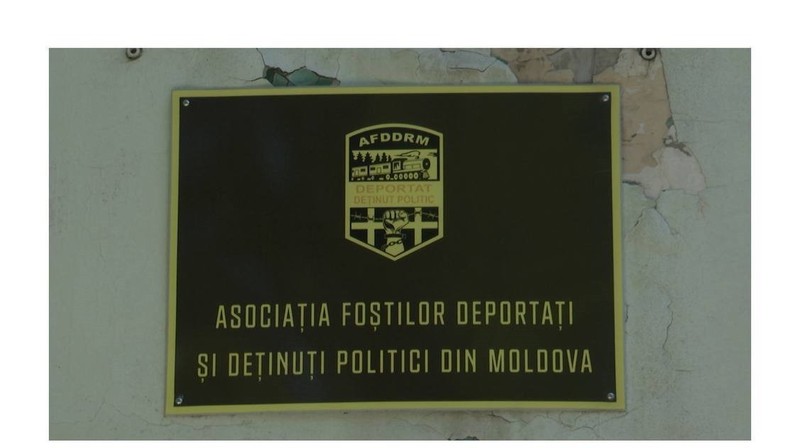 AFDDRM
DEPORTAT
DEȚINUT POLITIC
ASOCIAȚIA FOȘTILOR DEPORTAȚI
ȘI DEȚINUȚI POLITICI DIN MOLDOVA